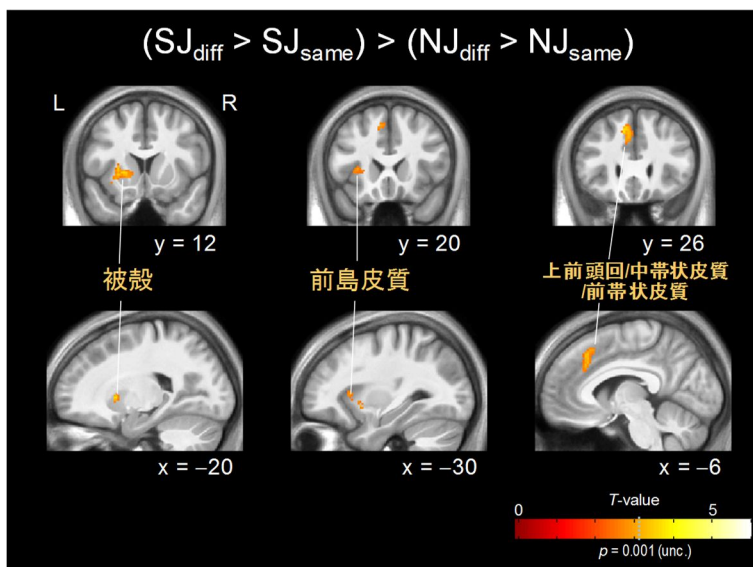 (SJdiff > SJsame) > (NJdiff > NJsame)
L R
y = 12 y = 20 y = 26
被殻 前島皮質 上前頭回/中帯状皮質
/前帯状皮質
x = −20 x = −30 x = −6
T-value
0 5
p = 0.001 (unc.)